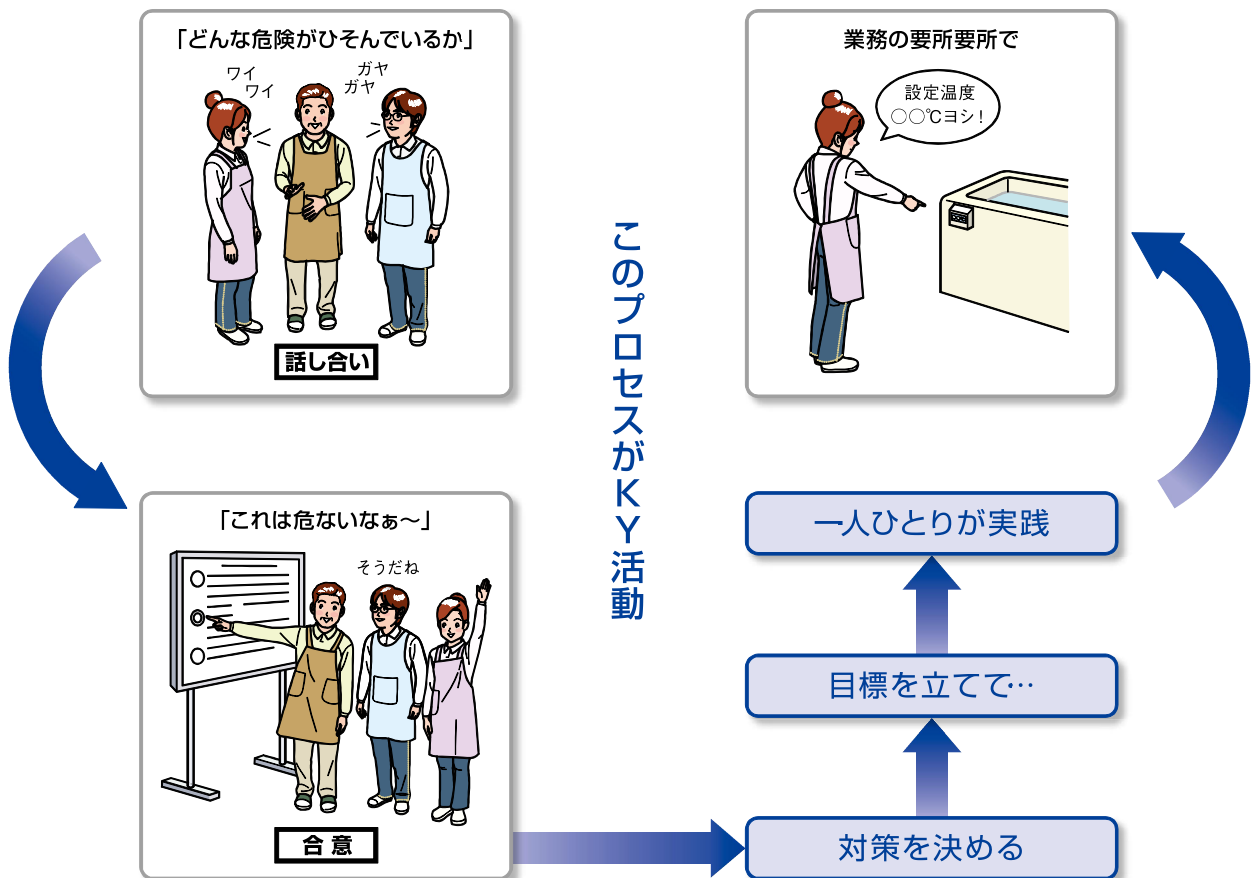 「どんな危険がひそんでいるか」
ワイ
ワイ
ガヤ
ガヤ
話し合い
「これは危ないなぁ〜」
そうだね
合意
このプロセスがKY活動
対策を決める
目標を立てて…
一人ひとりが実践
業務の要所要所で
設定温度
○○℃ヨシ!